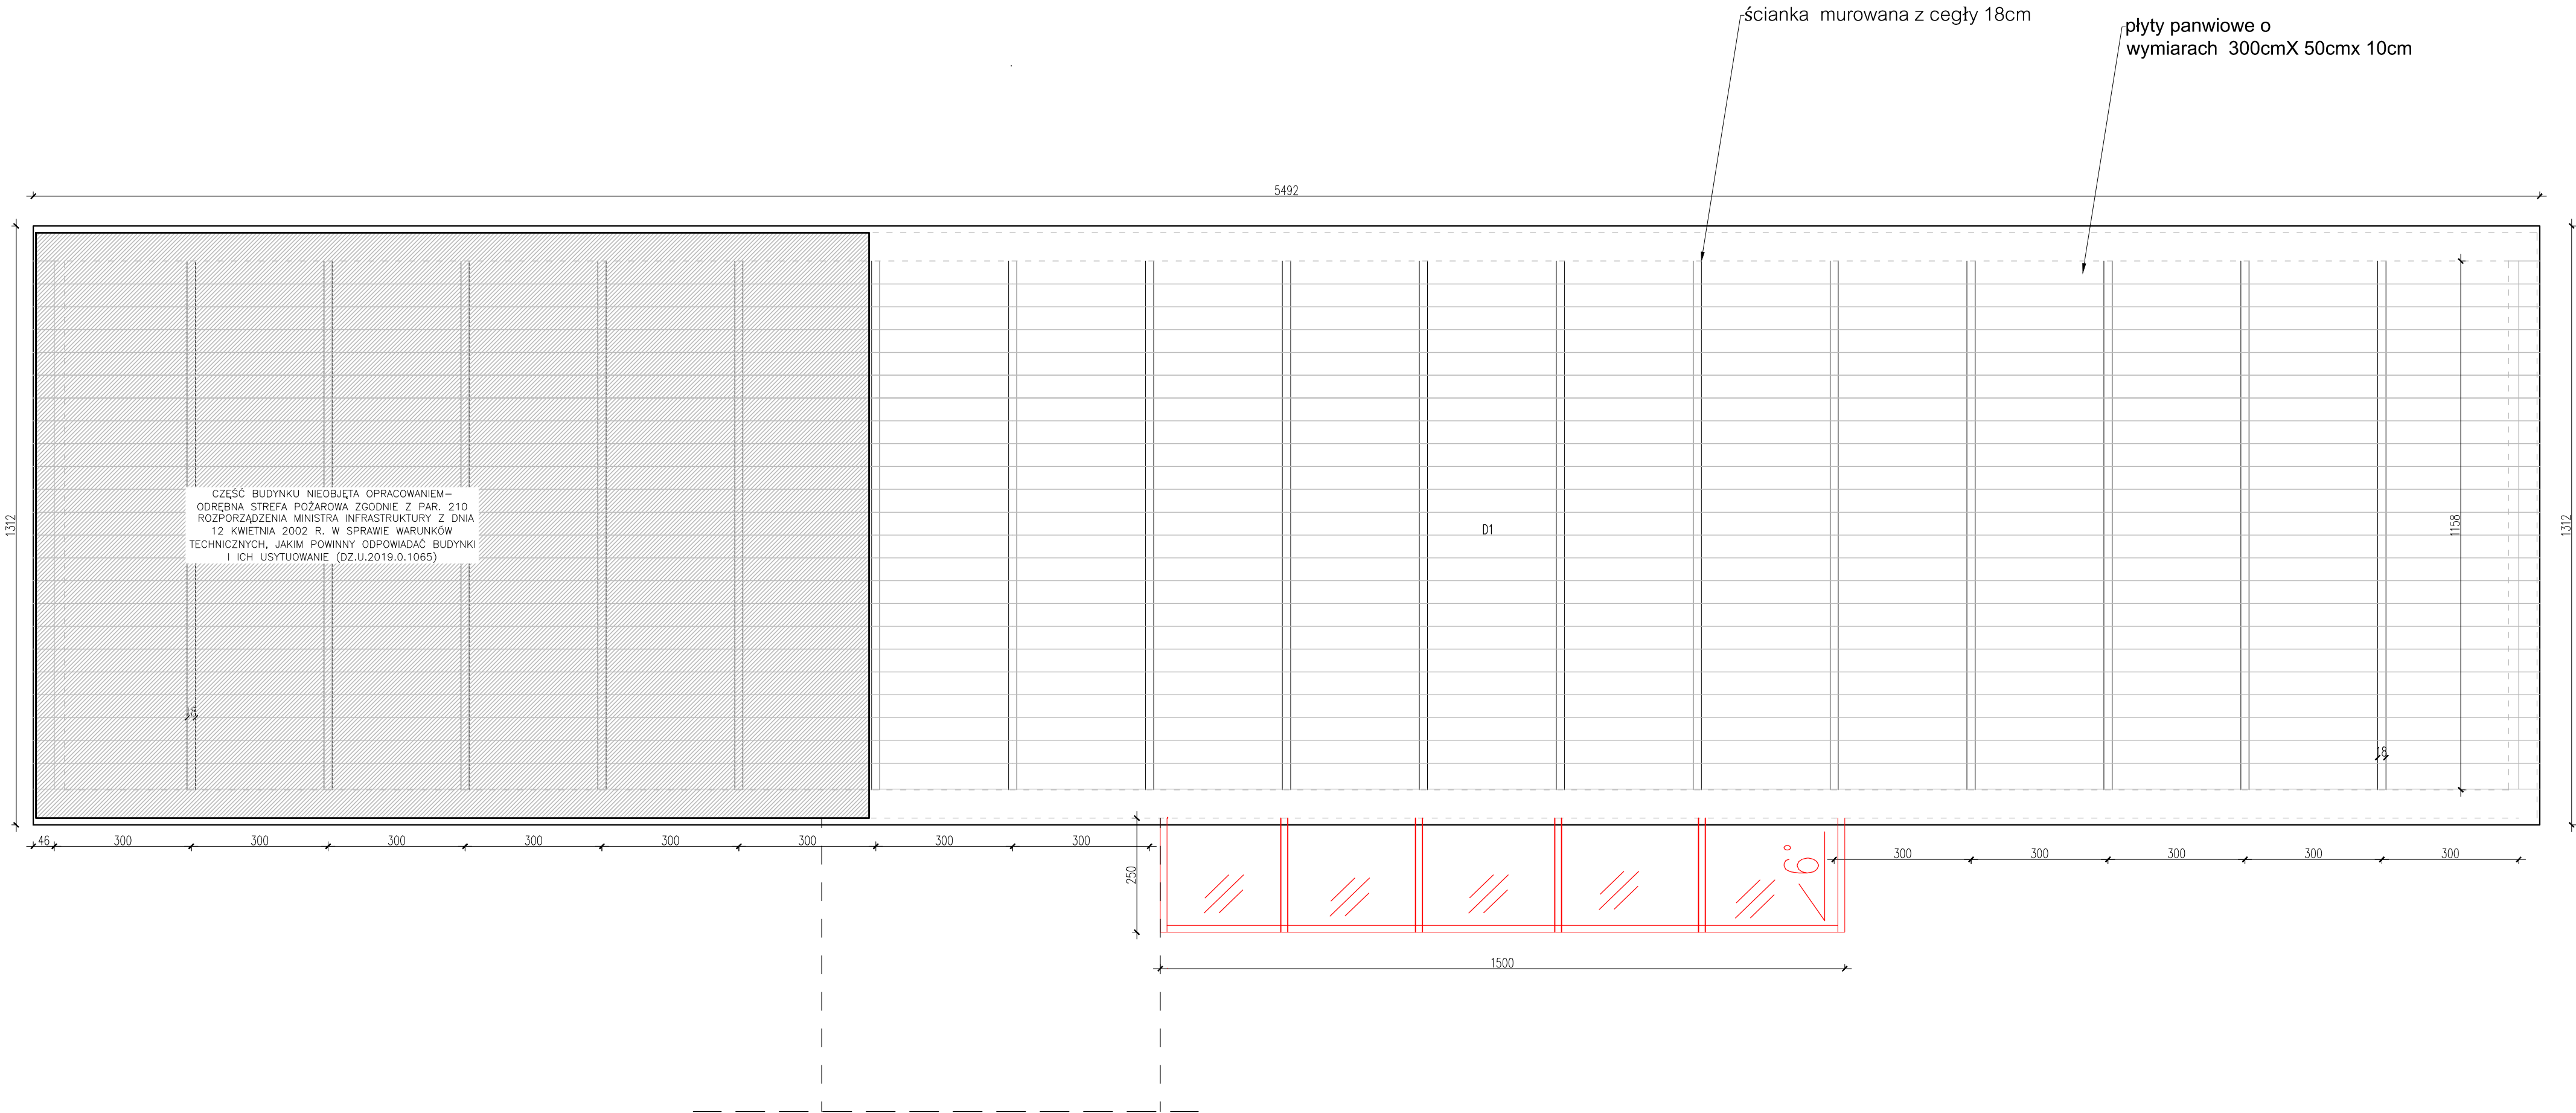 ścianka murowana z cegły 18cm
płyty panwiowe o
wymiarach 300cmX 50cmx 10cm
5492
CZĘŚĆ BUDYNKU NIEOBJĘTA OPRACOWANIEM-
ODRĘBNA STREFA POŻAROWA ZGODNIE Z PAR. 210
ROZPORZĄDZENIA MINISTRA INFRASTRUKTURY Z DNIA
12 KWIETNIA 2002 R. W SPRAWIE WARUNKÓW
TECHNICZNYCH, JAKIM POWINNY ODPOWIADAĆ BUDYNKI
I ICH USYTUOWANIE (DZ.U.2019.0.1065)
1312
D1
1158
1312
18
18
46 300 300 300 300 300 300 300 300
300 300 300 300 300
250
6°
1500